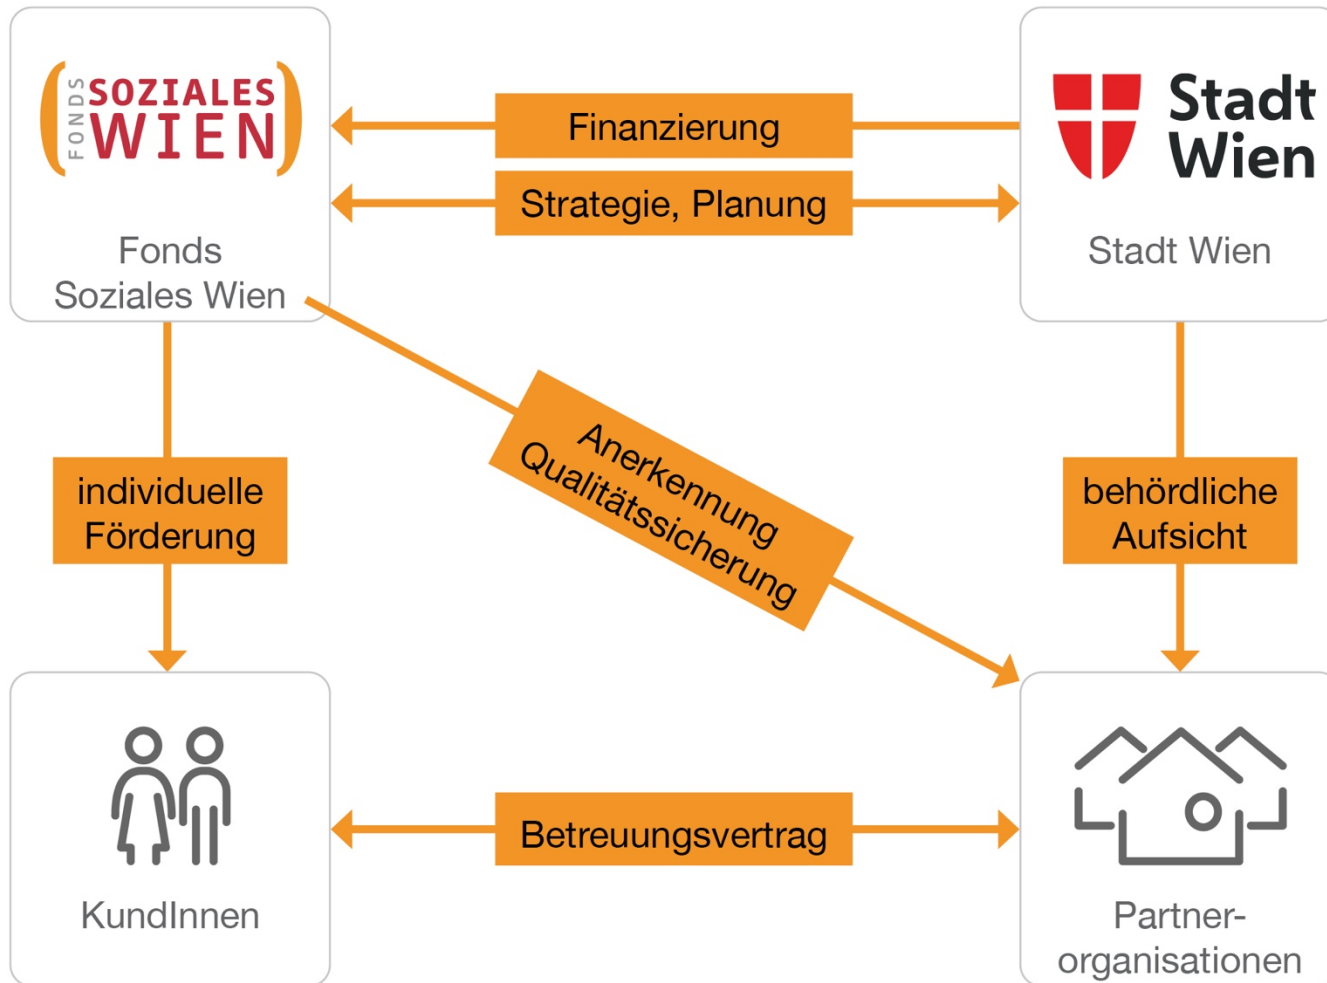 FONDS
SOZIALES
WIEN
Fonds
Soziales Wien
Finanzierung
Strategie, Planung
Stadt
Wien
Stadt Wien
individuelle
Förderung
Anerkennung
Qualitätssicherung
behördliche
Aufsicht
KundInnen
Betreuungsvertrag
Partner-
organisationen